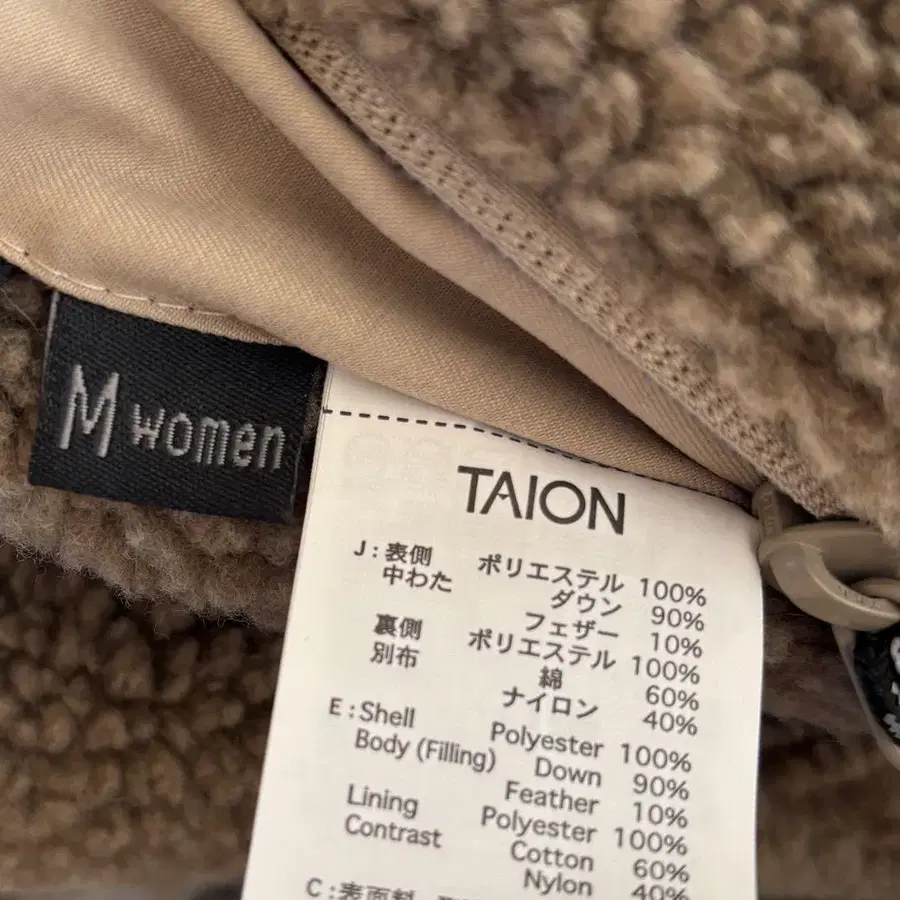 M women
TAION
J : 表側 ポリエステル 100%
中わた ダウン 90%
フェザー 10%
裏側 ポリエステル 100%
別布 綿 60%
ナイロン 40%
E : Shell Polyester 100%
Body (Filling) Down 90%
Feather 10%
Lining Polyester 100%
Contrast Cotton 60%
Nylon 40%
C : 表面料